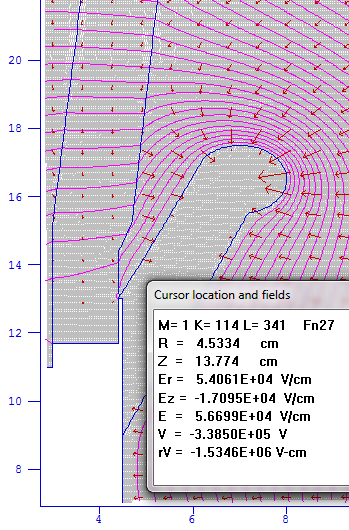 22
20
18
16
14
12
10
8
4
6
8
Cursor location and fields
M= 1 K= 114 L= 341 Fn27
R = 4.5334 cm
Z = 13.774 cm
Er = 5.4061E+04 V/cm
Ez = -1.7095E+04 V/cm
E = 5.6699E+04 V/cm
V = -3.3850E+05 V
rV = -1.5346E+06 V-cm